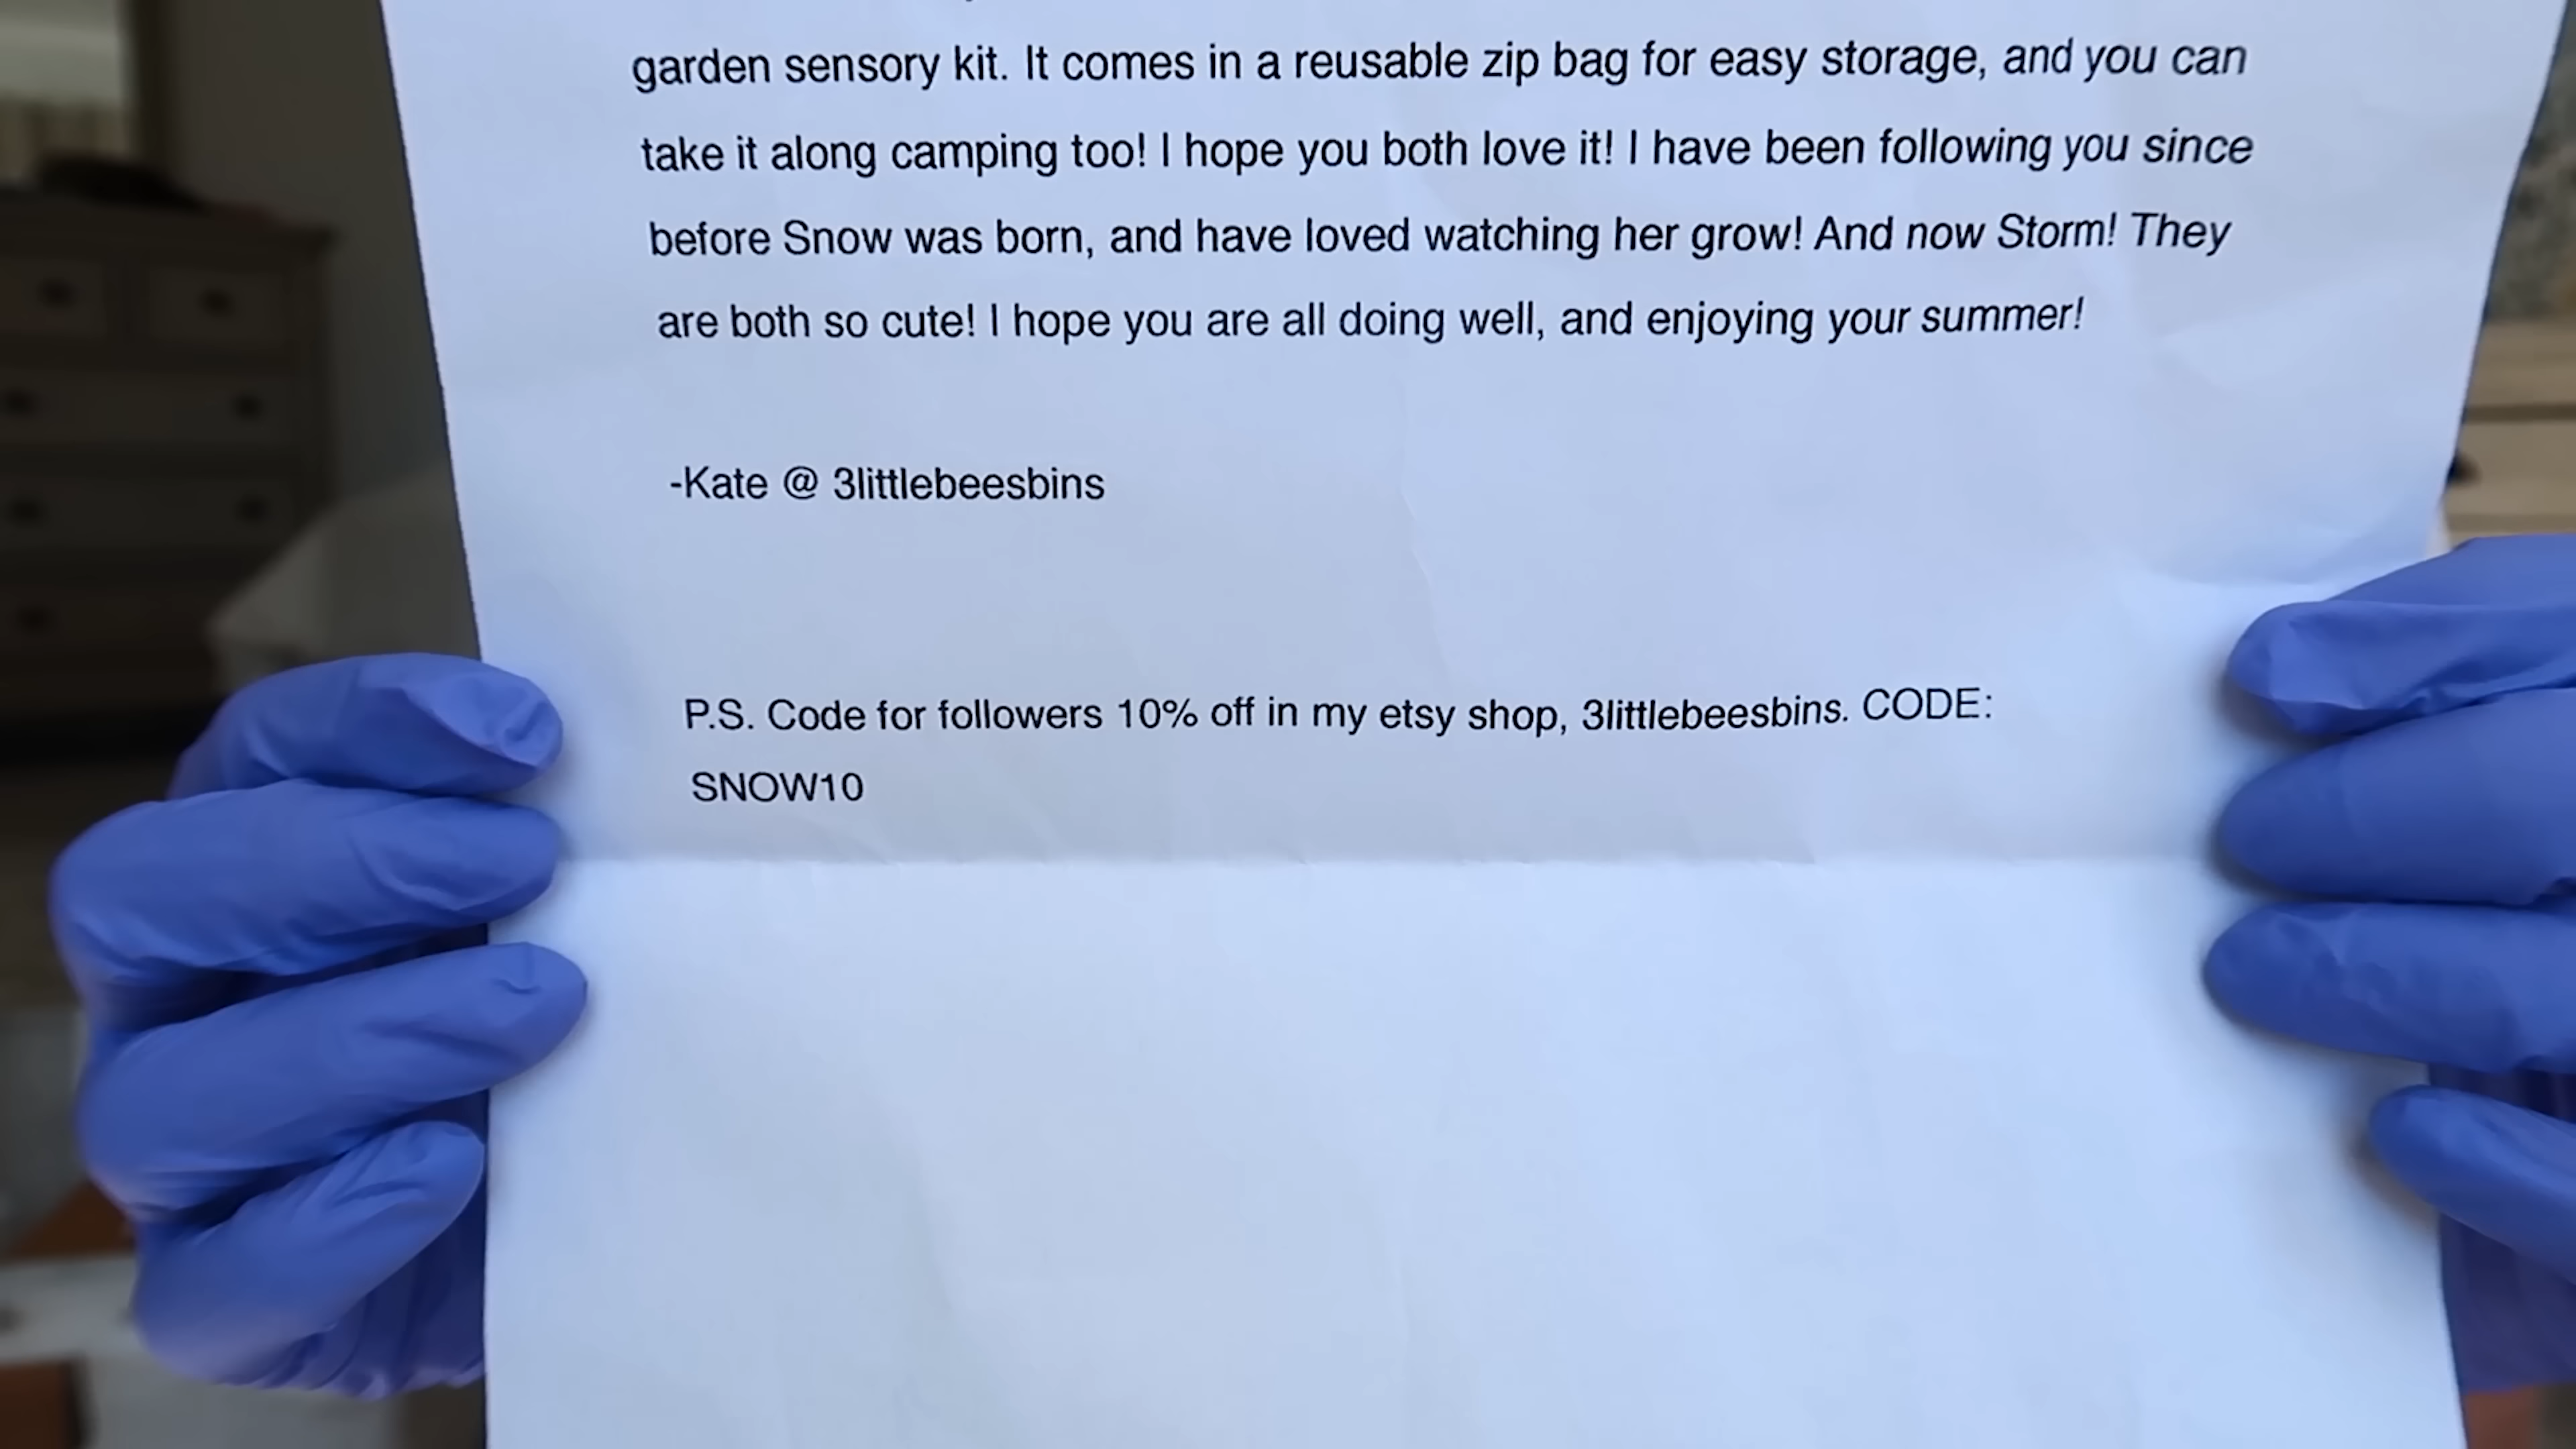 garden sensory kit. It comes in a reusable zip bag for easy storage, and you can
take it along camping too! I hope you both love it! I have been following you since
before Snow was born, and have loved watching her grow! And now Storm! They
are both so cute! I hope you are all doing well, and enjoying your summer!
-Kate @ 3littlebeesbins
P.S. Code for followers 10% off in my etsy shop, 3littlebeesbins. CODE:
SNOW10